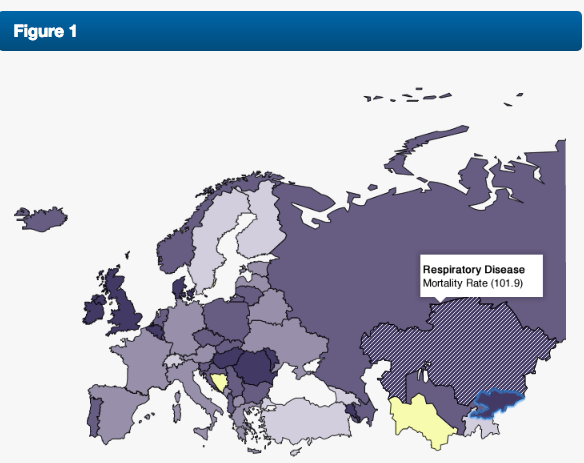 Figure 1
Respiratory Disease
Mortality Rate (101.9)